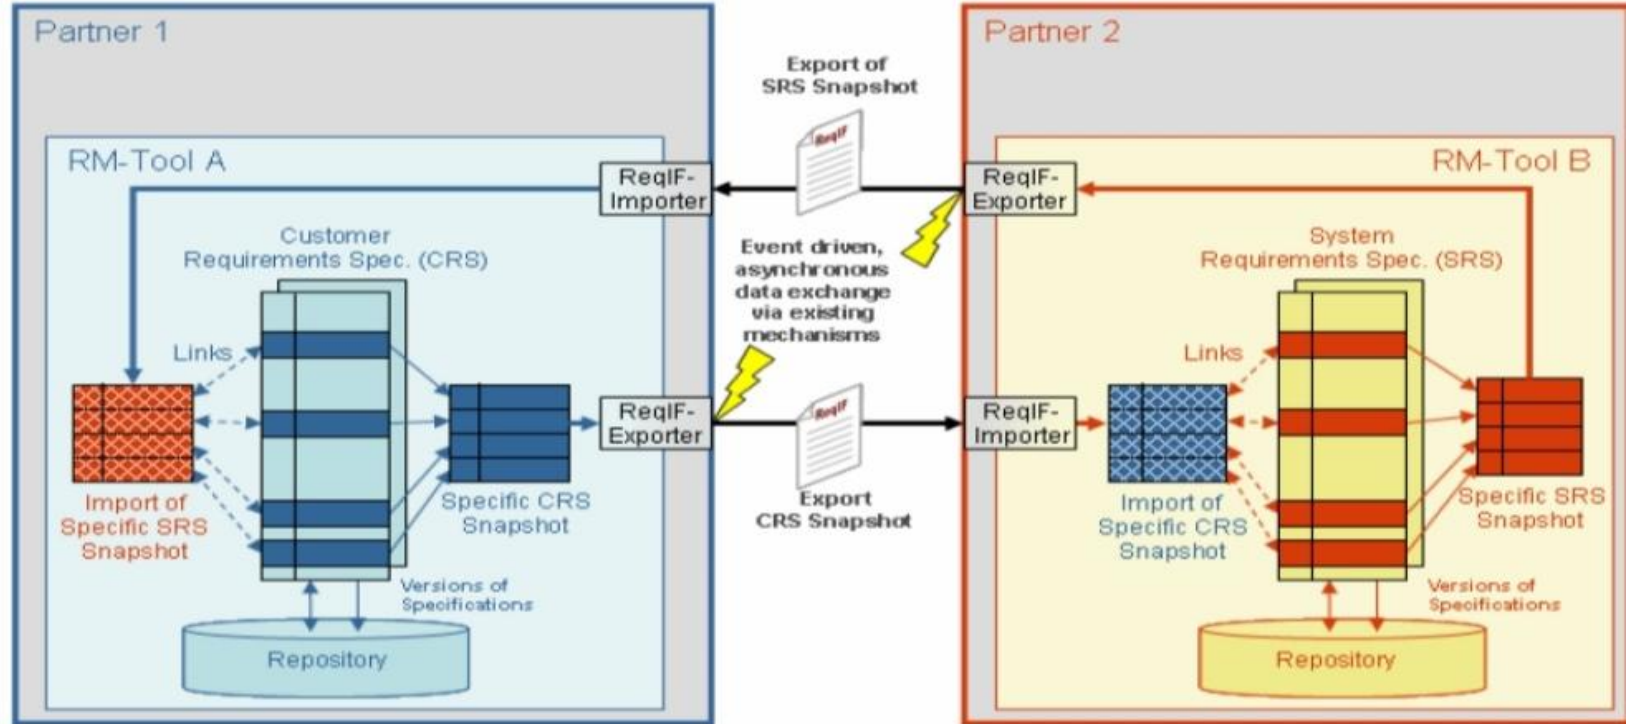 Partner 1
RM-Tool A
ReqIF-
Importer
Customer
Requirements Spec. (CRS)
Links
Import of
Specific SRS
Snapshot
Specific CRS
Snapshot
ReqIF-
Exporter
Versions of
Specifications
Repository
Export of
SRS Snapshot
ReqIF
Event driven,
asynchronous
data exchange
via existing
mechanisms
ReqIF
Export
CRS Snapshot
Partner 2
RM-Tool B
ReqIF-
Exporter
System
Requirements Spec. (SRS)
Links
ReqIF-
Importer
Import of
Specific CRS
Snapshot
Specific SRS
Snapshot
Versions of
Specifications
Repository